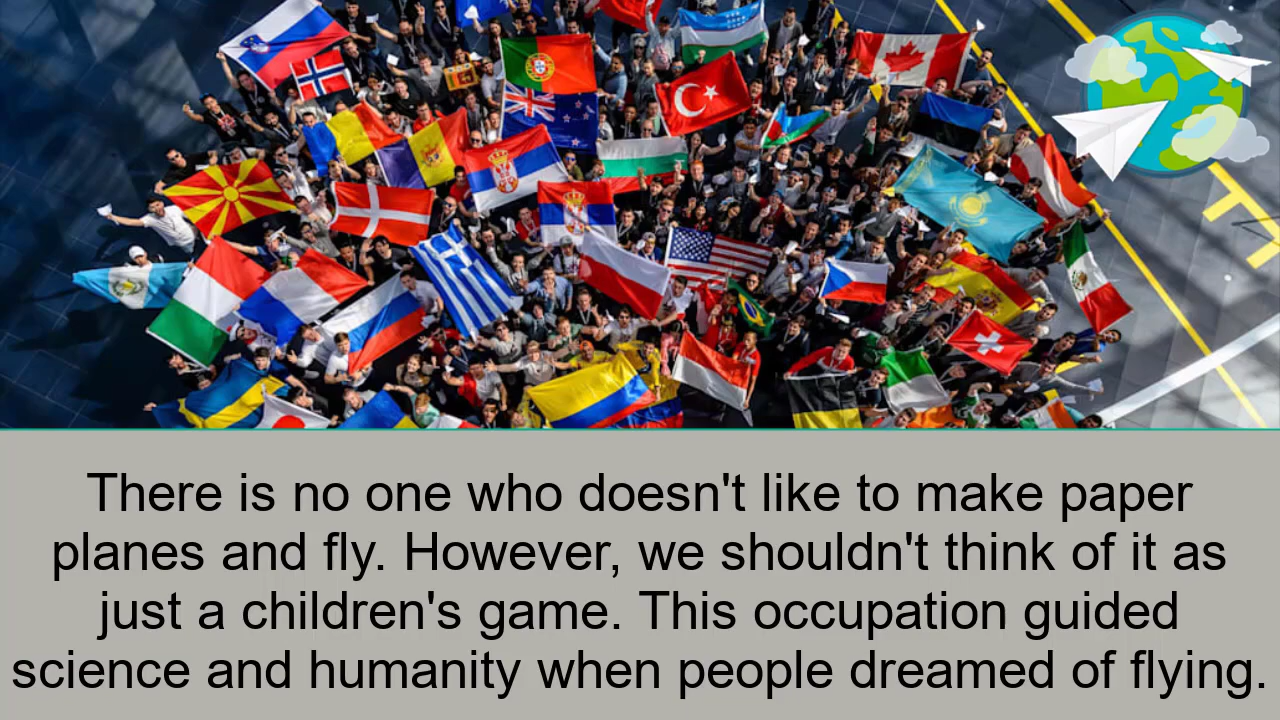 There is no one who doesn't like to make paper
planes and fly. However, we shouldn't think of it as
just a children's game. This occupation guided
science and humanity when people dreamed of flying.